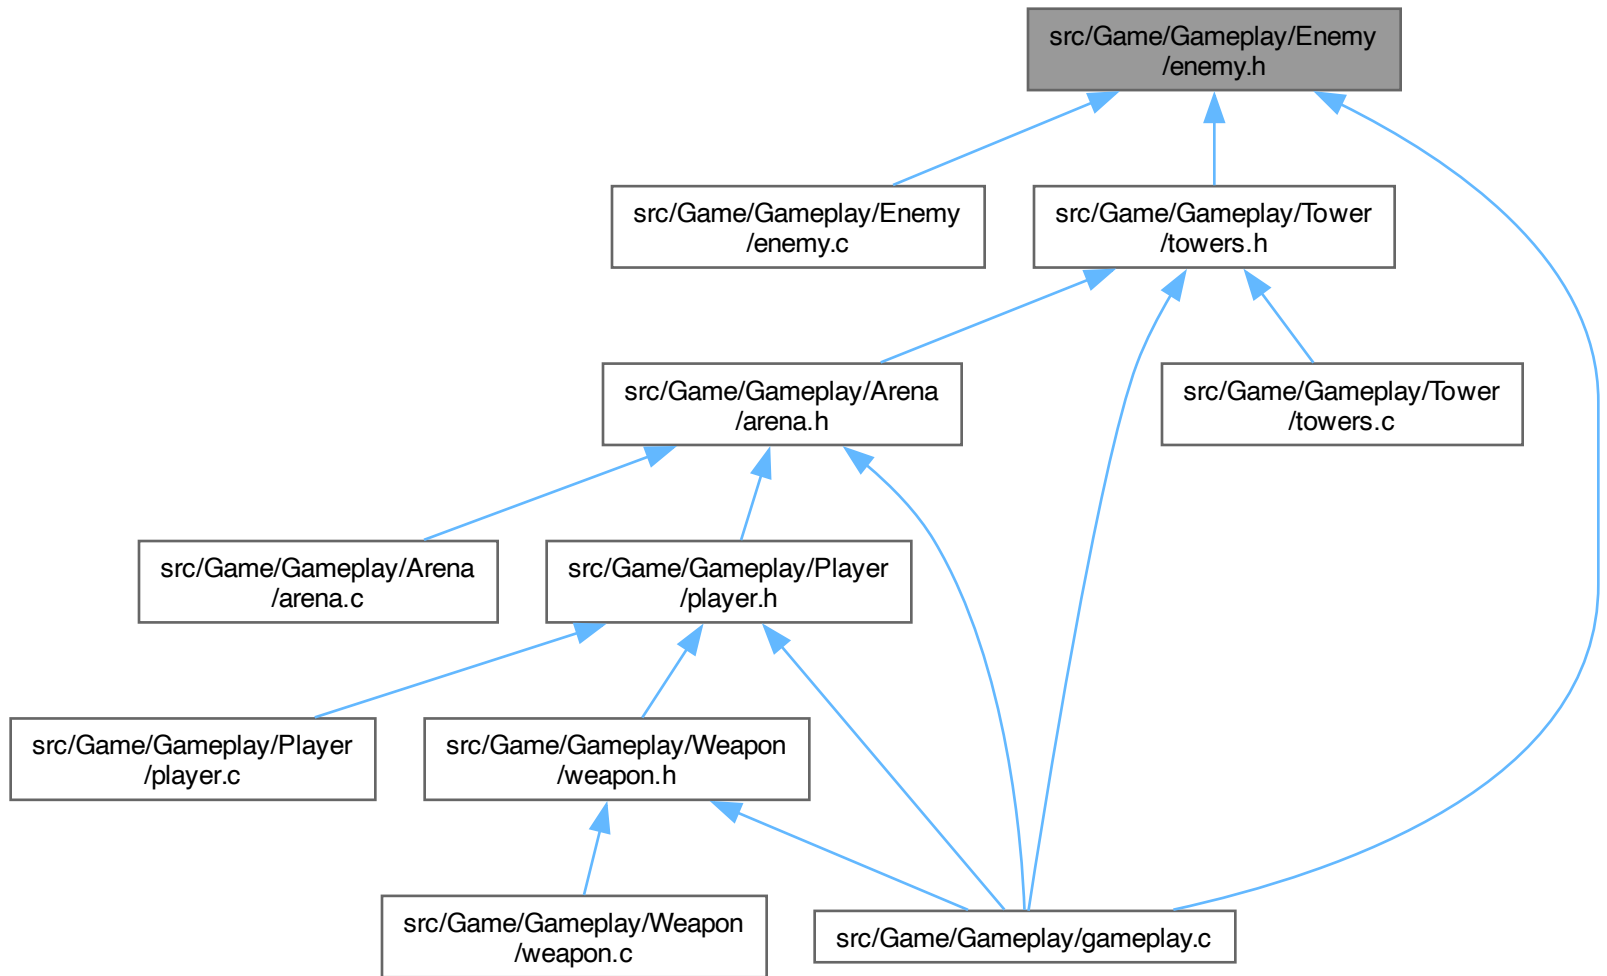 src/Game/Gameplay/Enemy
/enemy.h
src/Game/Gameplay/Enemy
/enemy.c
src/Game/Gameplay/Tower
/towers.h
src/Game/Gameplay/Arena
/arena.h
src/Game/Gameplay/Tower
/towers.c
src/Game/Gameplay/Arena
/arena.c
src/Game/Gameplay/Player
/player.h
src/Game/Gameplay/Player
/player.c
src/Game/Gameplay/Weapon
/weapon.h
src/Game/Gameplay/Weapon
/weapon.c
src/Game/Gameplay/gameplay.c